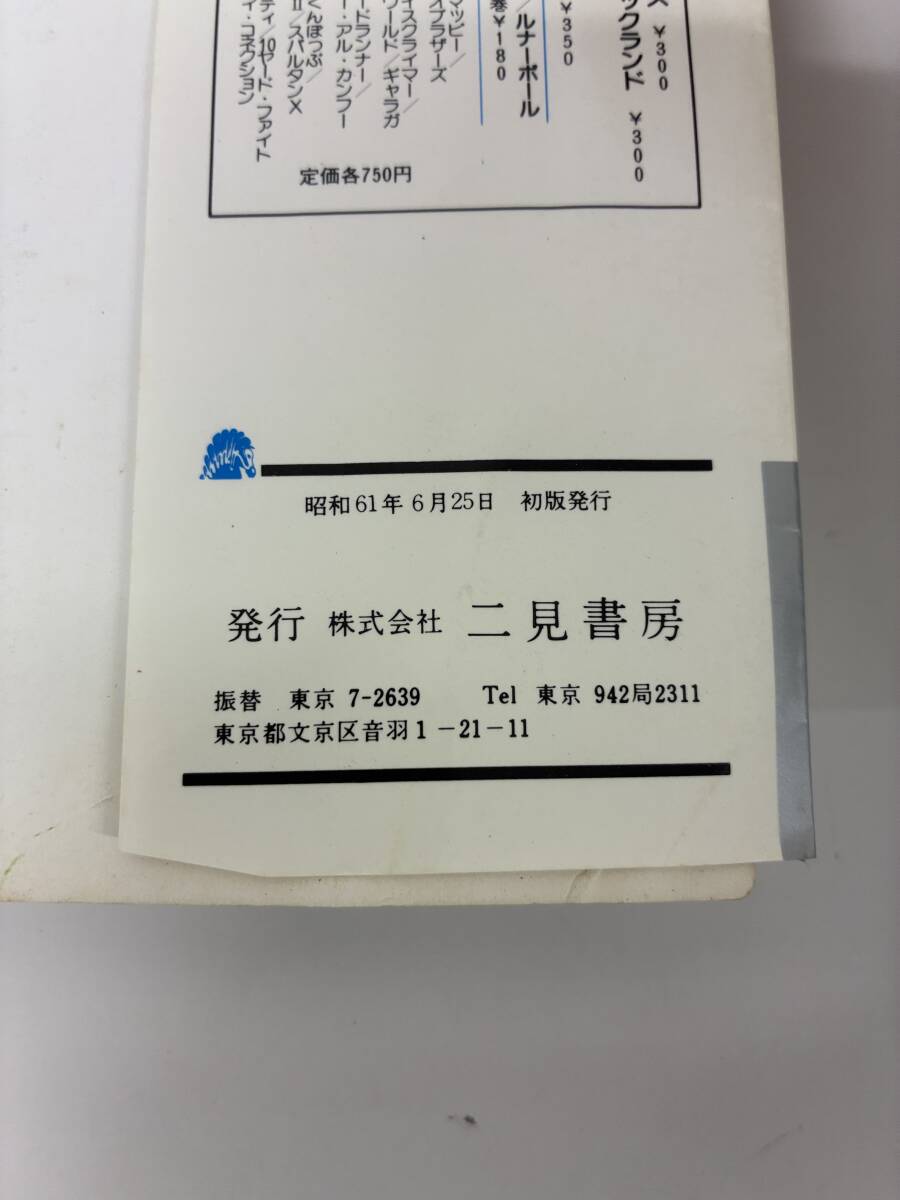 ス ￥300
ックランド ￥300
￥350
／ルナーボール
巻￥180
マッピー／
オブラザーズ
イスクライマー／
ワールド／ギャラガ
ードランナー／
ー・アル・カンフー
くんぽっぷ／
II／スパルタンX
ティ／10ヤード・ファイト
ィ・コネクション
定価各750円
昭和61年6月25日 初版発行
発行 株式会社 二見書房
振替 東京 7-2639 Tel 東京 942局2311
東京都文京区音羽1-21-11